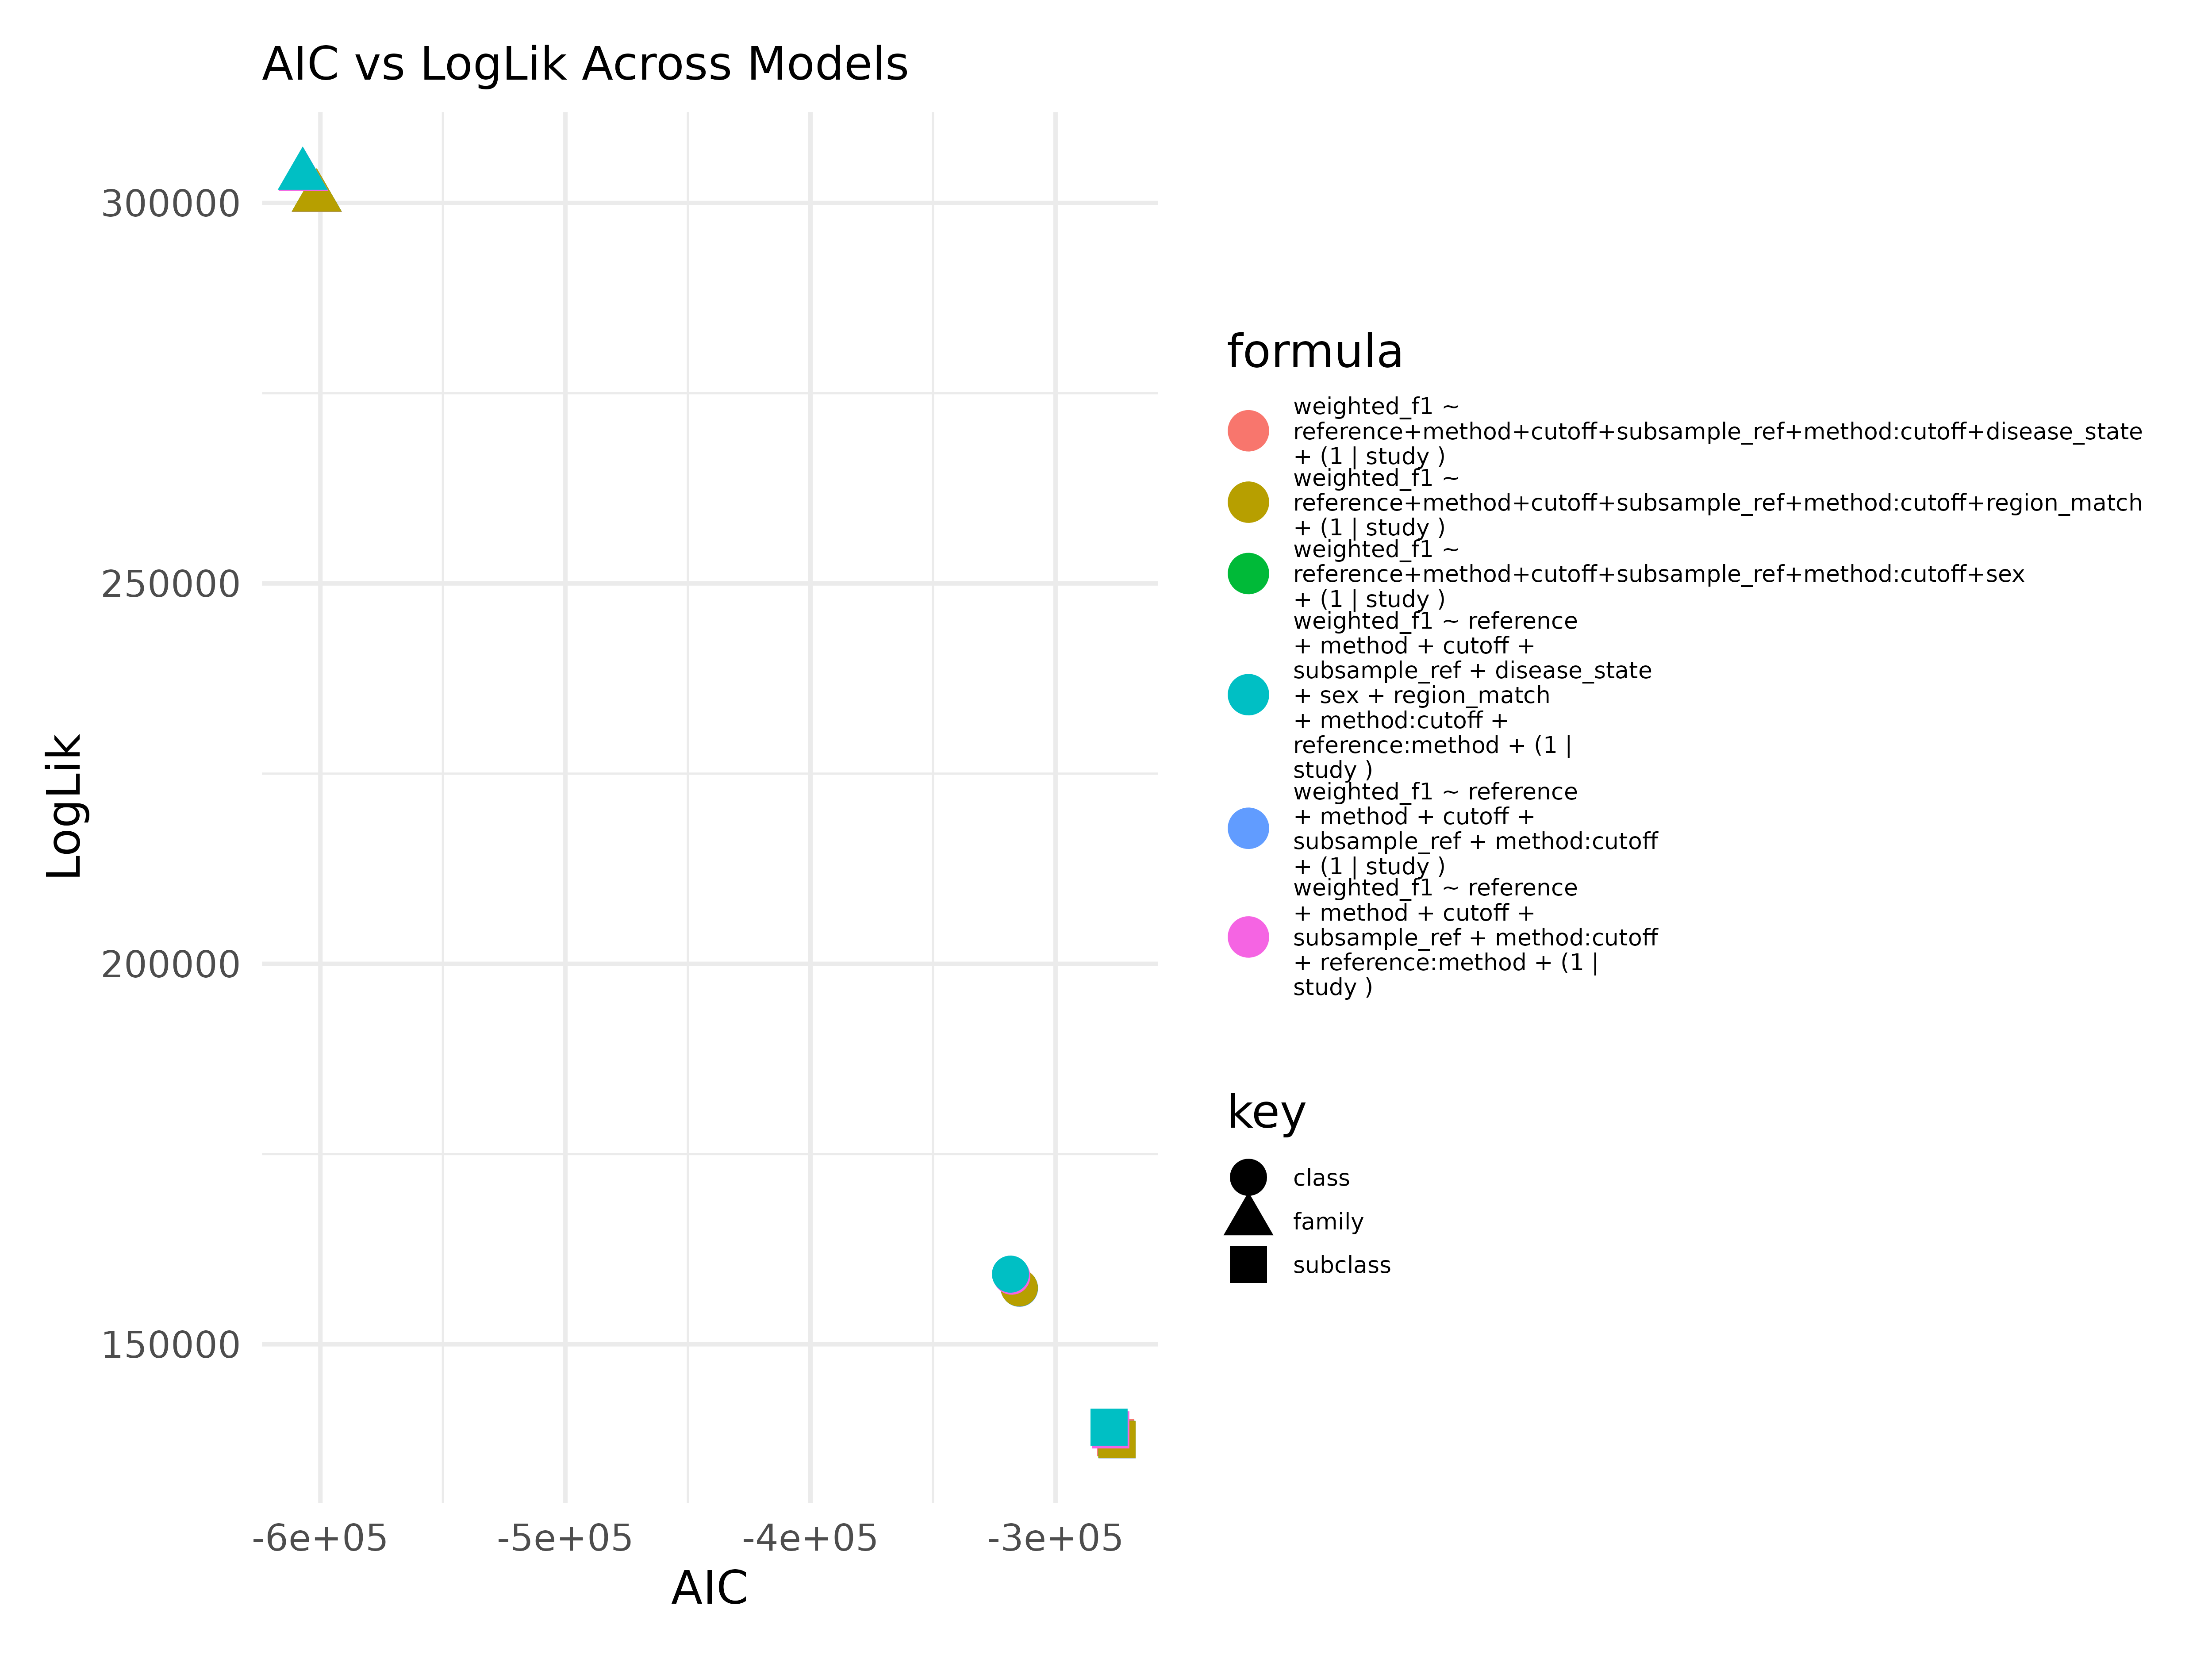 AIC vs LogLik Across Models
300000
250000
200000
150000
LogLik
-6e+05
-5e+05
-4e+05
-3e+05
AIC
formula
weighted_f1 ~
reference+method+cutoff+subsample_ref+method:cutoff+disease_state
+ (1 | study )
weighted_f1 ~
reference+method+cutoff+subsample_ref+method:cutoff+region_match
+ (1 | study )
weighted_f1 ~
reference+method+cutoff+subsample_ref+method:cutoff+sex
+ (1 | study )
weighted_f1 ~ reference
+ method + cutoff +
subsample_ref + disease_state
+ sex + region_match
+ method:cutoff +
reference:method + (1 |
study )
weighted_f1 ~ reference
+ method + cutoff +
subsample_ref + method:cutoff
+ (1 | study )
weighted_f1 ~ reference
+ method + cutoff +
subsample_ref + method:cutoff
+ reference:method + (1 |
study )
key
class
family
subclass